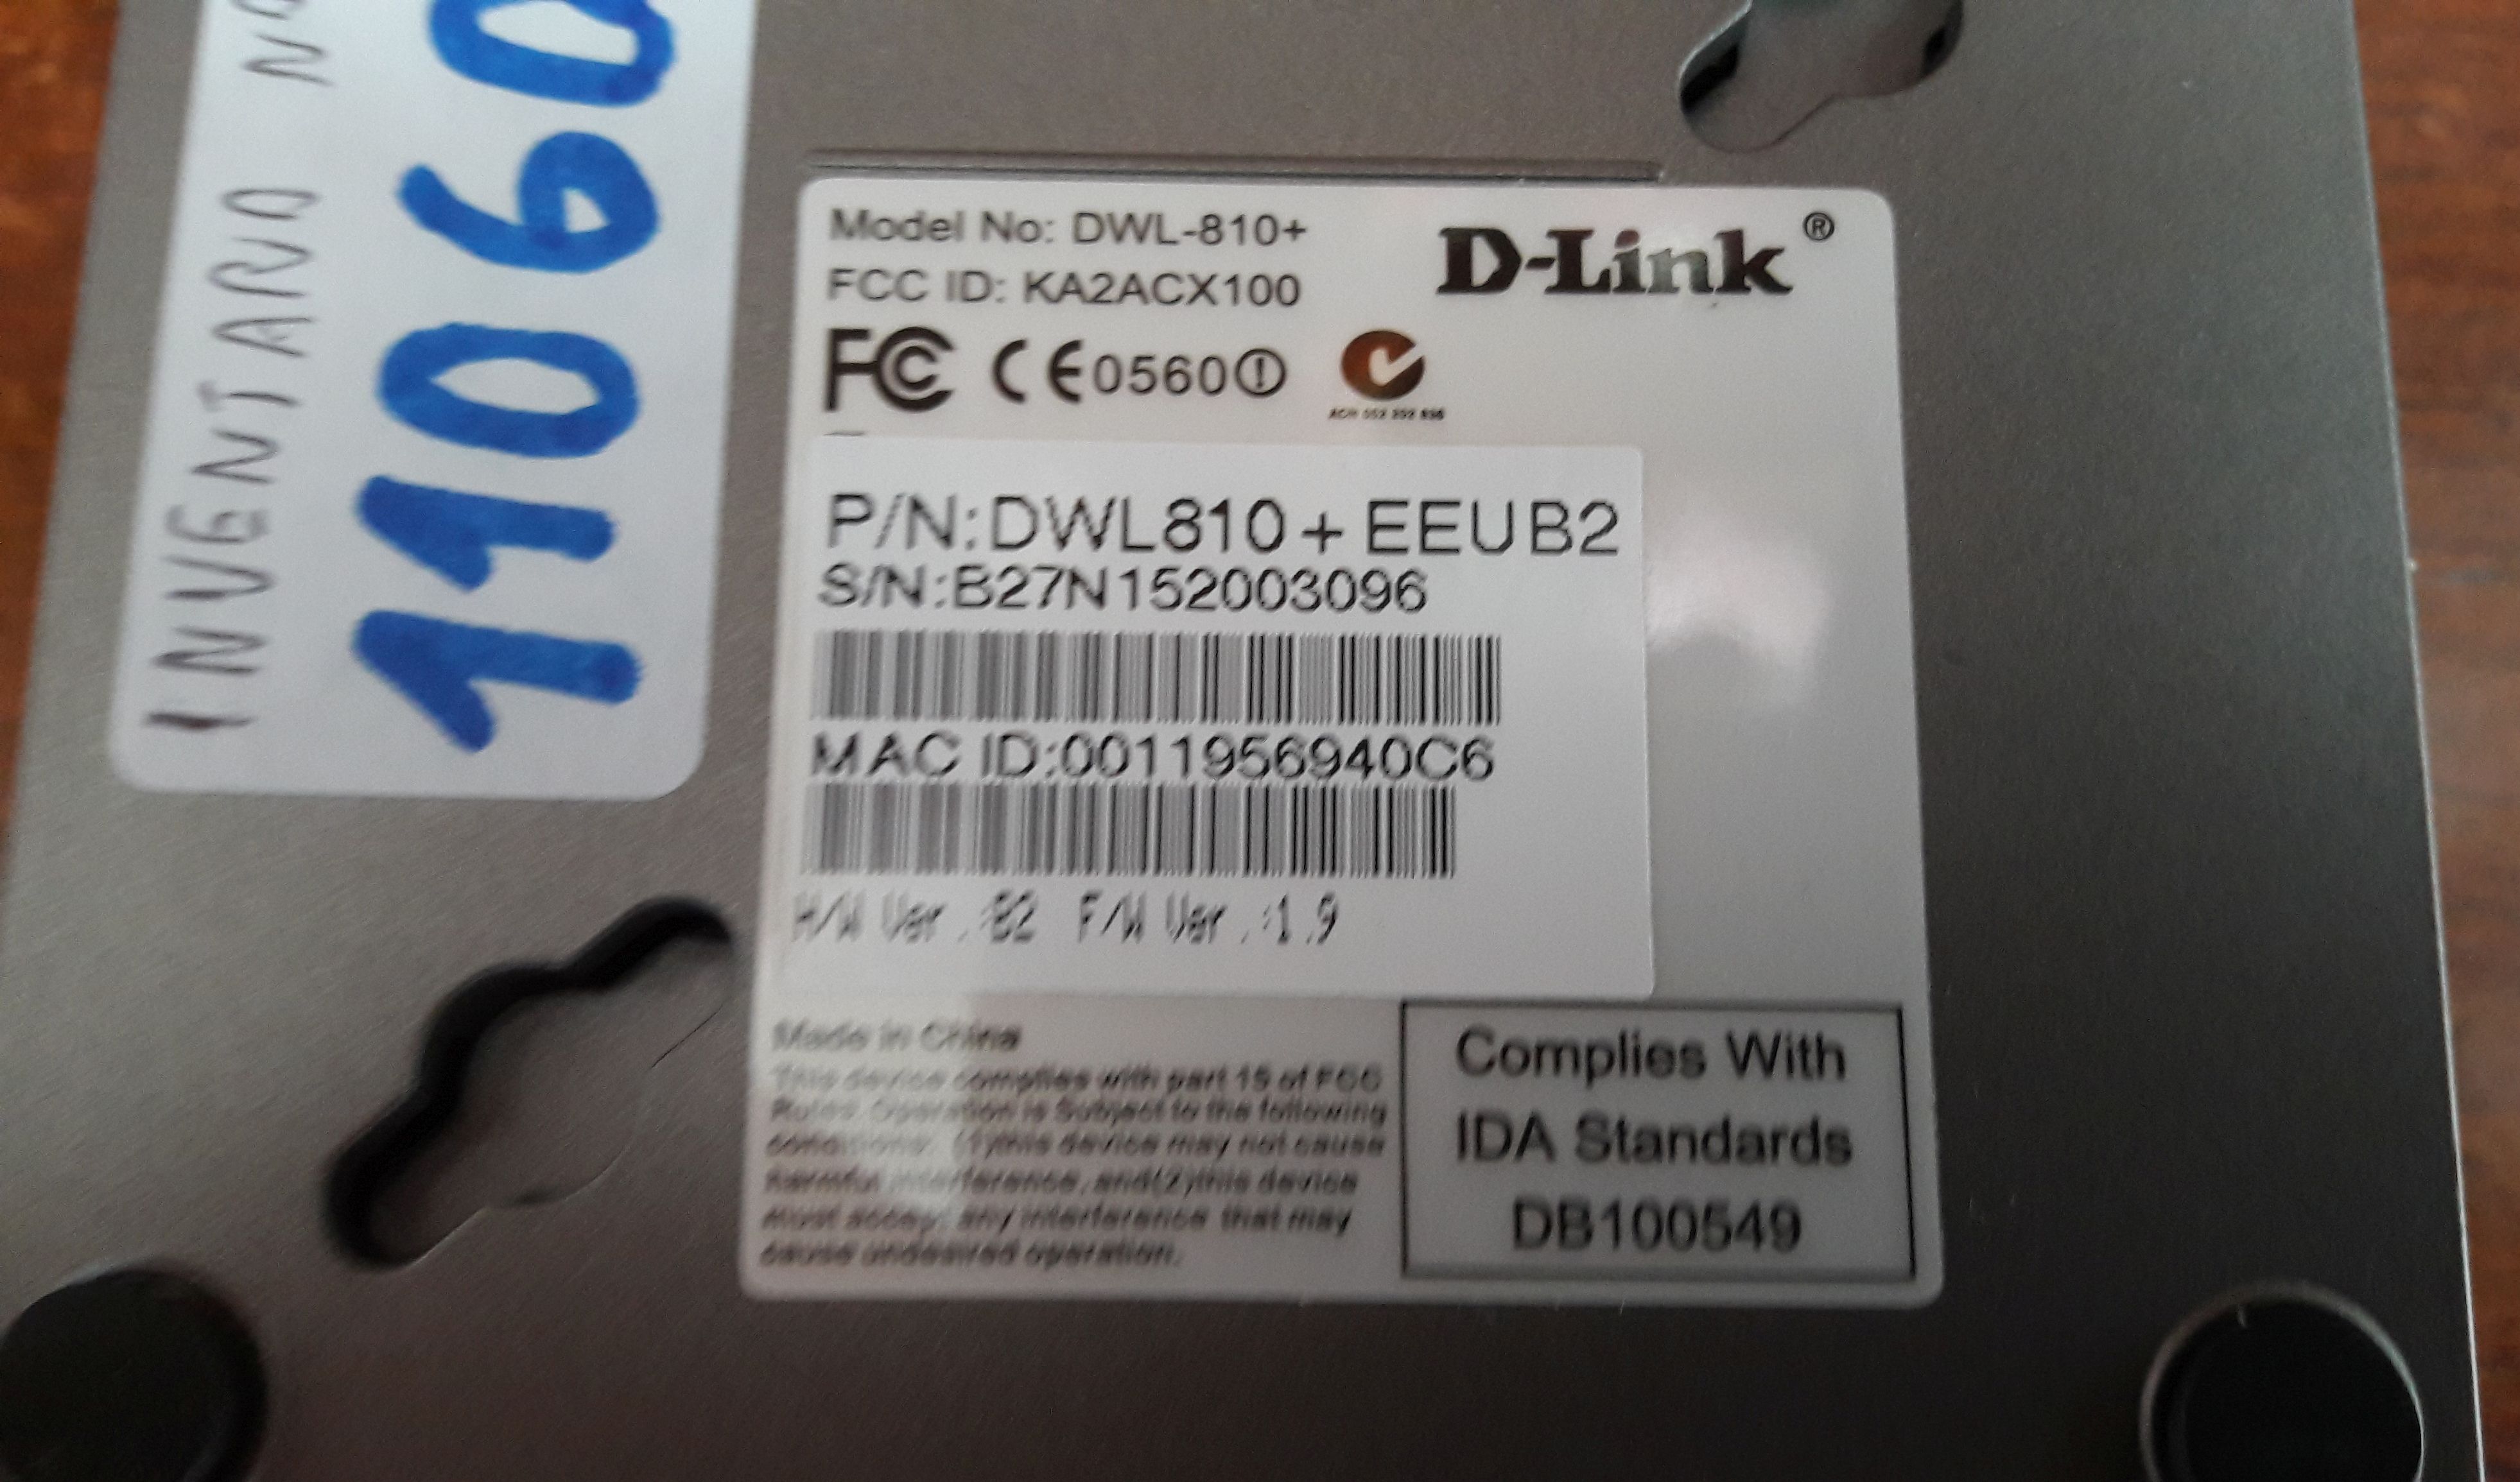 INVENTARIO N
11060
Model No: DWL-810+
FCC ID: KA2ACX100
D-Link®
FC CE0560
P/N:DWL810+EEUB2
S/N:B27N152003096
MAC ID:0011956940C6
H/W Ver.:B2 F/W Ver.:1.9
Made in China
This device complies with part 15 of FCC
Rules. Operation is Subject to the following
conditions: (1)this device may not cause
harmful interference,and(2)this device
must accept any interference that may
cause undesired operation.
Complies With
IDA Standards
DB100549